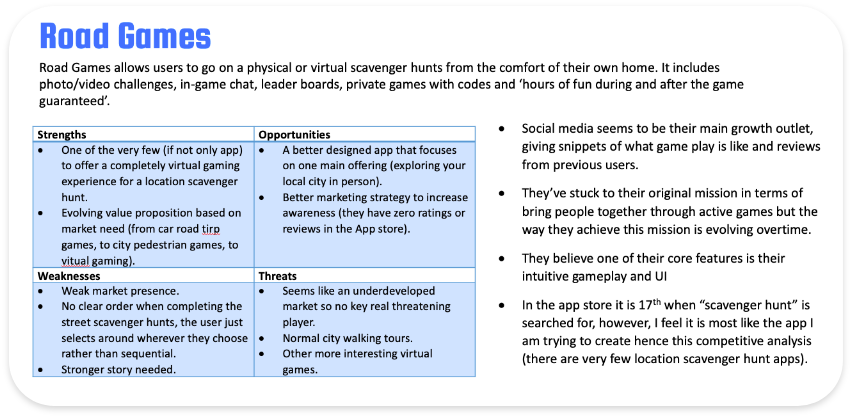 Road Games
Road Games allows users to go on a physical or virtual scavenger hunts from the comfort of their own home. It includes
photo/video challenges, in-game chat, leader boards, private games with codes and ‘hours of fun during and after the game
guaranteed’.
Strengths
• One of the very few (if not only app)
to offer a completely virtual gaming
experience for a location scavenger
hunt.
• Evolving value proposition based on
market need (from car road tirp
games, to city pedestrian games, to
vitual gaming).
Opportunities
• A better designed app that focuses
on one main offering (exploring your
local city in person).
• Better marketing strategy to increase
awareness (they have zero ratings or
reviews in the App store).
Weaknesses
• Weak market presence.
• No clear order when completing the
street scavenger hunts, the user just
selects around wherever they choose
rather than sequential.
• Stronger story needed.
Threats
• Seems like an underdeveloped
market so no key real threatening
player.
• Normal city walking tours.
• Other more interesting virtual
games.
• Social media seems to be their main growth outlet,
giving snippets of what game play is like and reviews
from previous users.
• They’ve stuck to their original mission in terms of
bring people together through active games but the
way they achieve this mission is evolving overtime.
• They believe one of their core features is their
intuitive gameplay and UI
• In the app store it is 17th when “scavenger hunt” is
searched for, however, I feel it is most like the app I
am trying to create hence this competitive analysis
(there are very few location scavenger hunt apps).